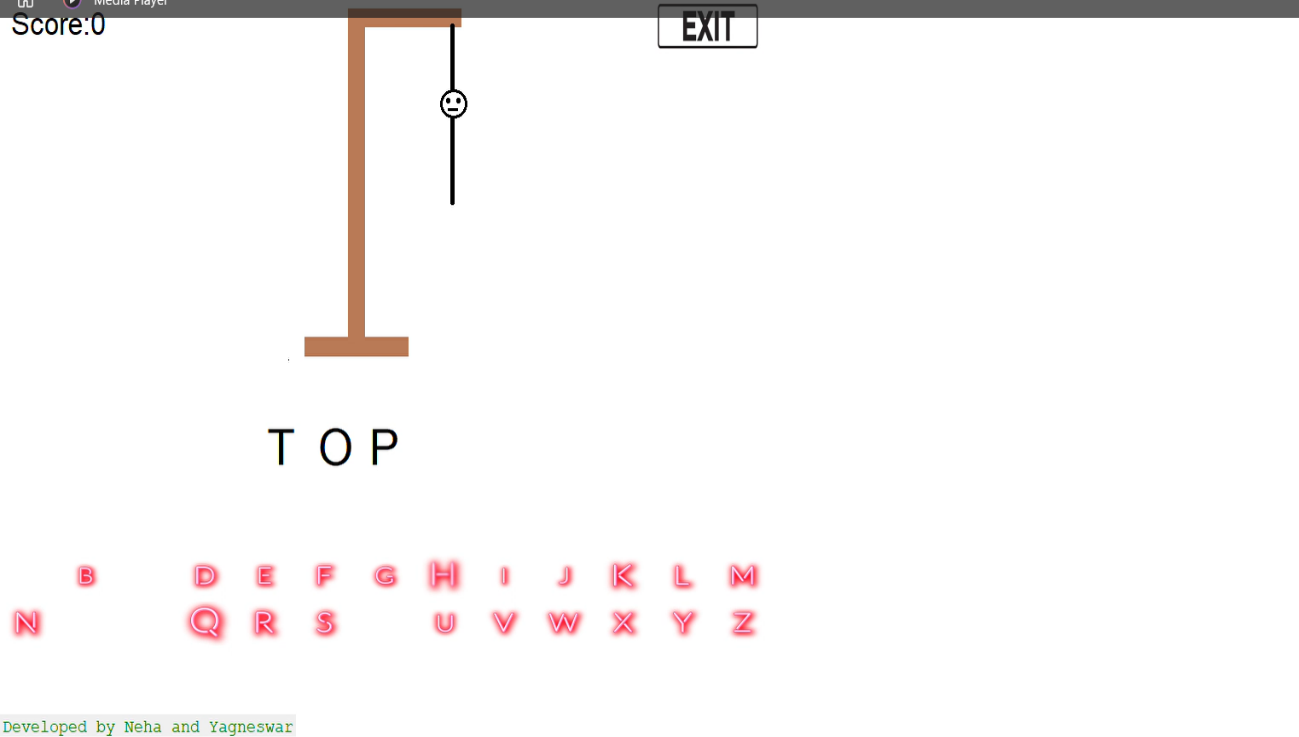 Media Player
Score:0
EXIT
T O P
B D E F G H I J K L M
N Q R S U V W X Y Z
Developed by Neha and Yagneswar